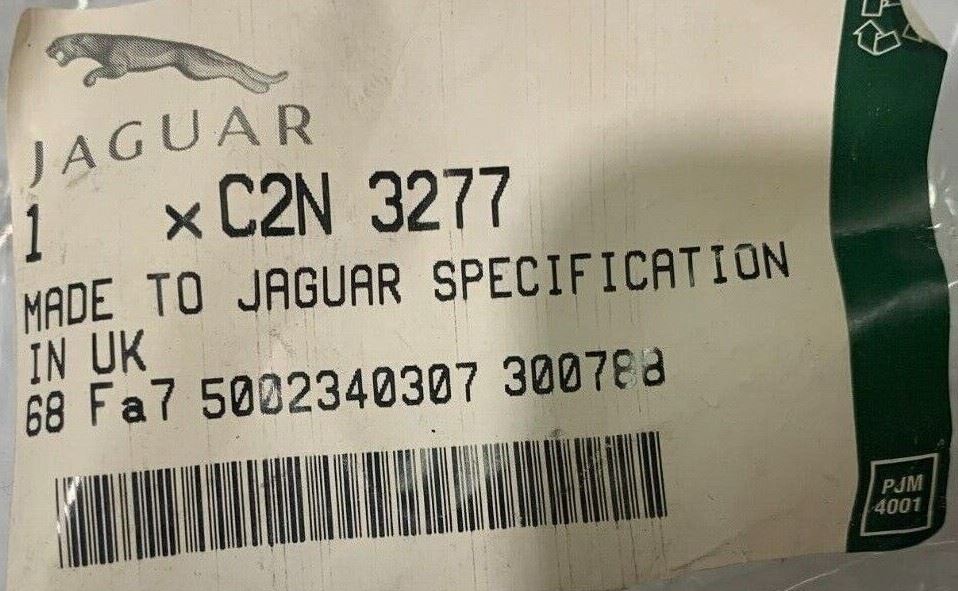 JAGUAR
1 x C2N 3277
MADE TO JAGUAR SPECIFICATION
IN UK
68 Fa7 5002340307 300788
PJM
4001